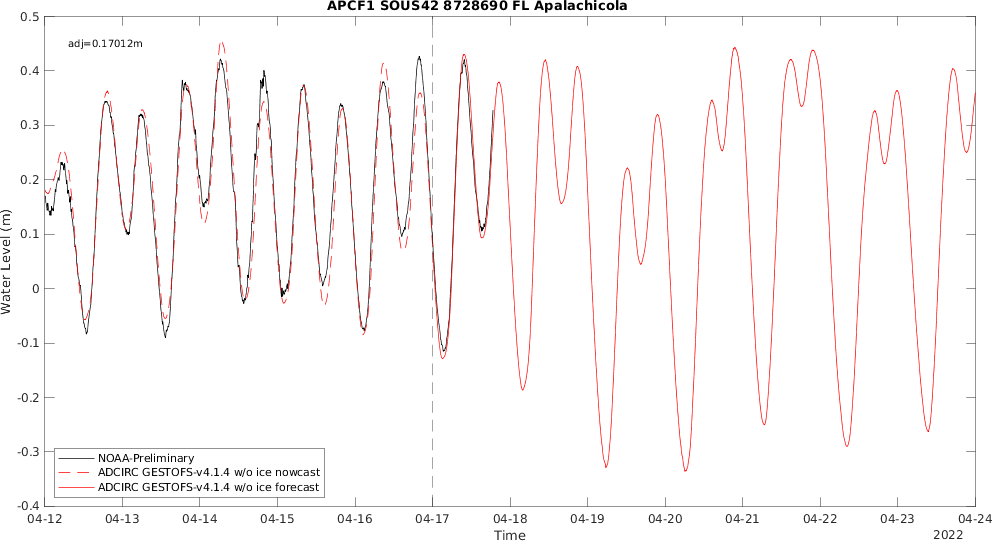 APCF1 SOUS42 8728690 FL Apalachicola
adj=0.17012m
0.5
0.4
0.3
0.2
0.1
0
-0.1
-0.2
-0.3
-0.4
Water Level (m)
NOAA-Preliminary
ADCIRC GESTOFS-v4.1.4 w/o ice nowcast
ADCIRC GESTOFS-v4.1.4 w/o ice forecast
04-12 04-13 04-14 04-15 04-16 04-17 04-18 04-19 04-20 04-21 04-22 04-23 04-24
Time
2022